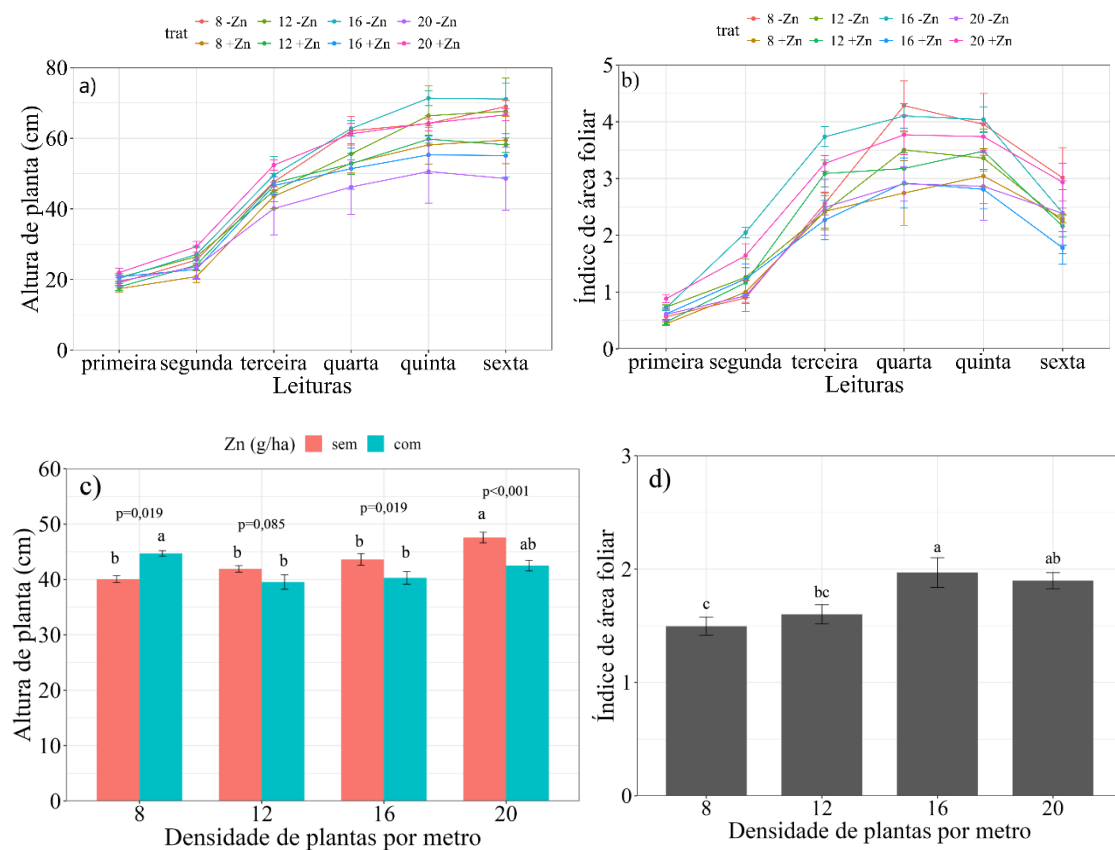 trat
8 -Zn 12 -Zn 16 -Zn 20 -Zn
8 +Zn 12 +Zn 16 +Zn 20 +Zn
a)
Altura de planta (cm)
80
60
40
20
0
primeira segunda terceira quarta quinta sexta
Leituras
trat
8 -Zn 12 -Zn 16 -Zn 20 -Zn
8 +Zn 12 +Zn 16 +Zn 20 +Zn
b)
Índice de área foliar
5
4
3
2
1
0
primeira segunda terceira quarta quinta sexta
Leituras
Zn (g/ha) sem com
c)
Altura de planta (cm)
60
50
40
30
20
10
0
p=0,019 p=0,085 p=0,019 p<0,001
b a b b b b a ab
8 12 16 20
Densidade de plantas por metro
d)
Índice de área foliar
3
2
1
0
c bc a ab
8 12 16 20
Densidade de plantas por metro